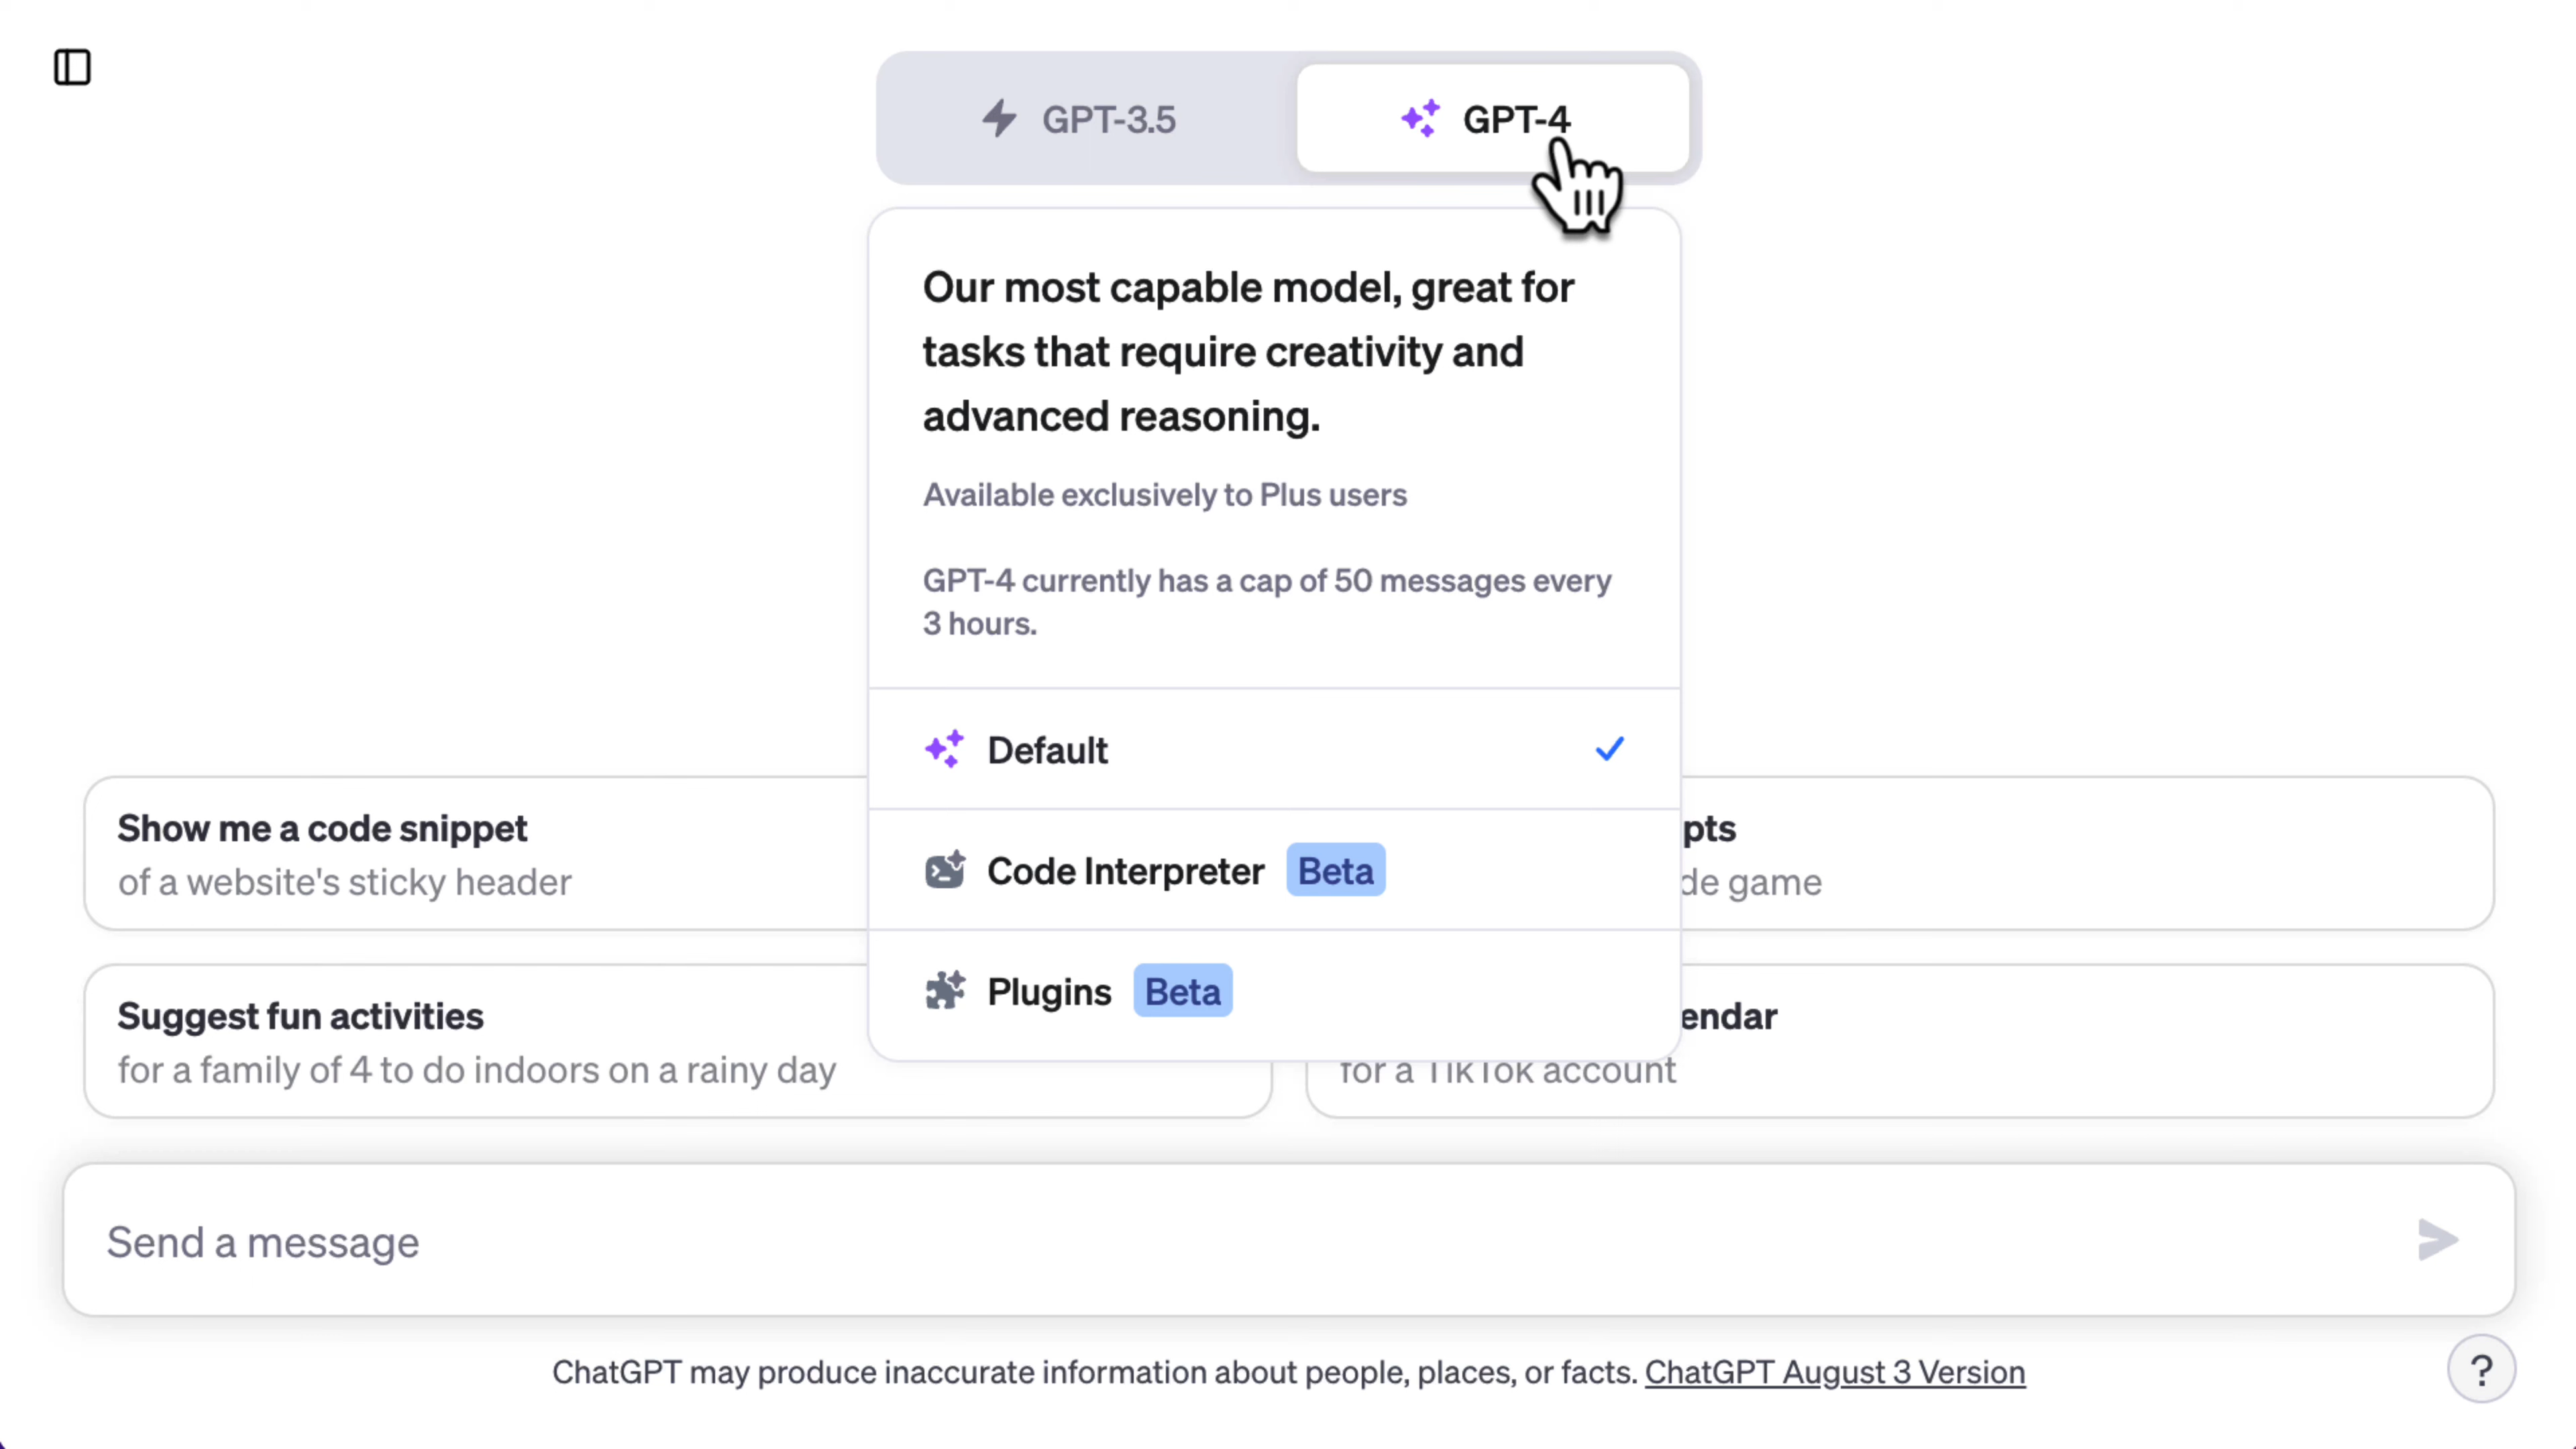 GPT-3.5
GPT-4
Our most capable model, great for
tasks that require creativity and
advanced reasoning.
Available exclusively to Plus users
GPT-4 currently has a cap of 50 messages every
3 hours.
Default
Code Interpreter Beta
Plugins Beta
Show me a code snippet
of a website's sticky header
pts
de game
Suggest fun activities
for a family of 4 to do indoors on a rainy day
endar
for a TikTok account
Send a message
ChatGPT may produce inaccurate information about people, places, or facts. ChatGPT August 3 Version
?